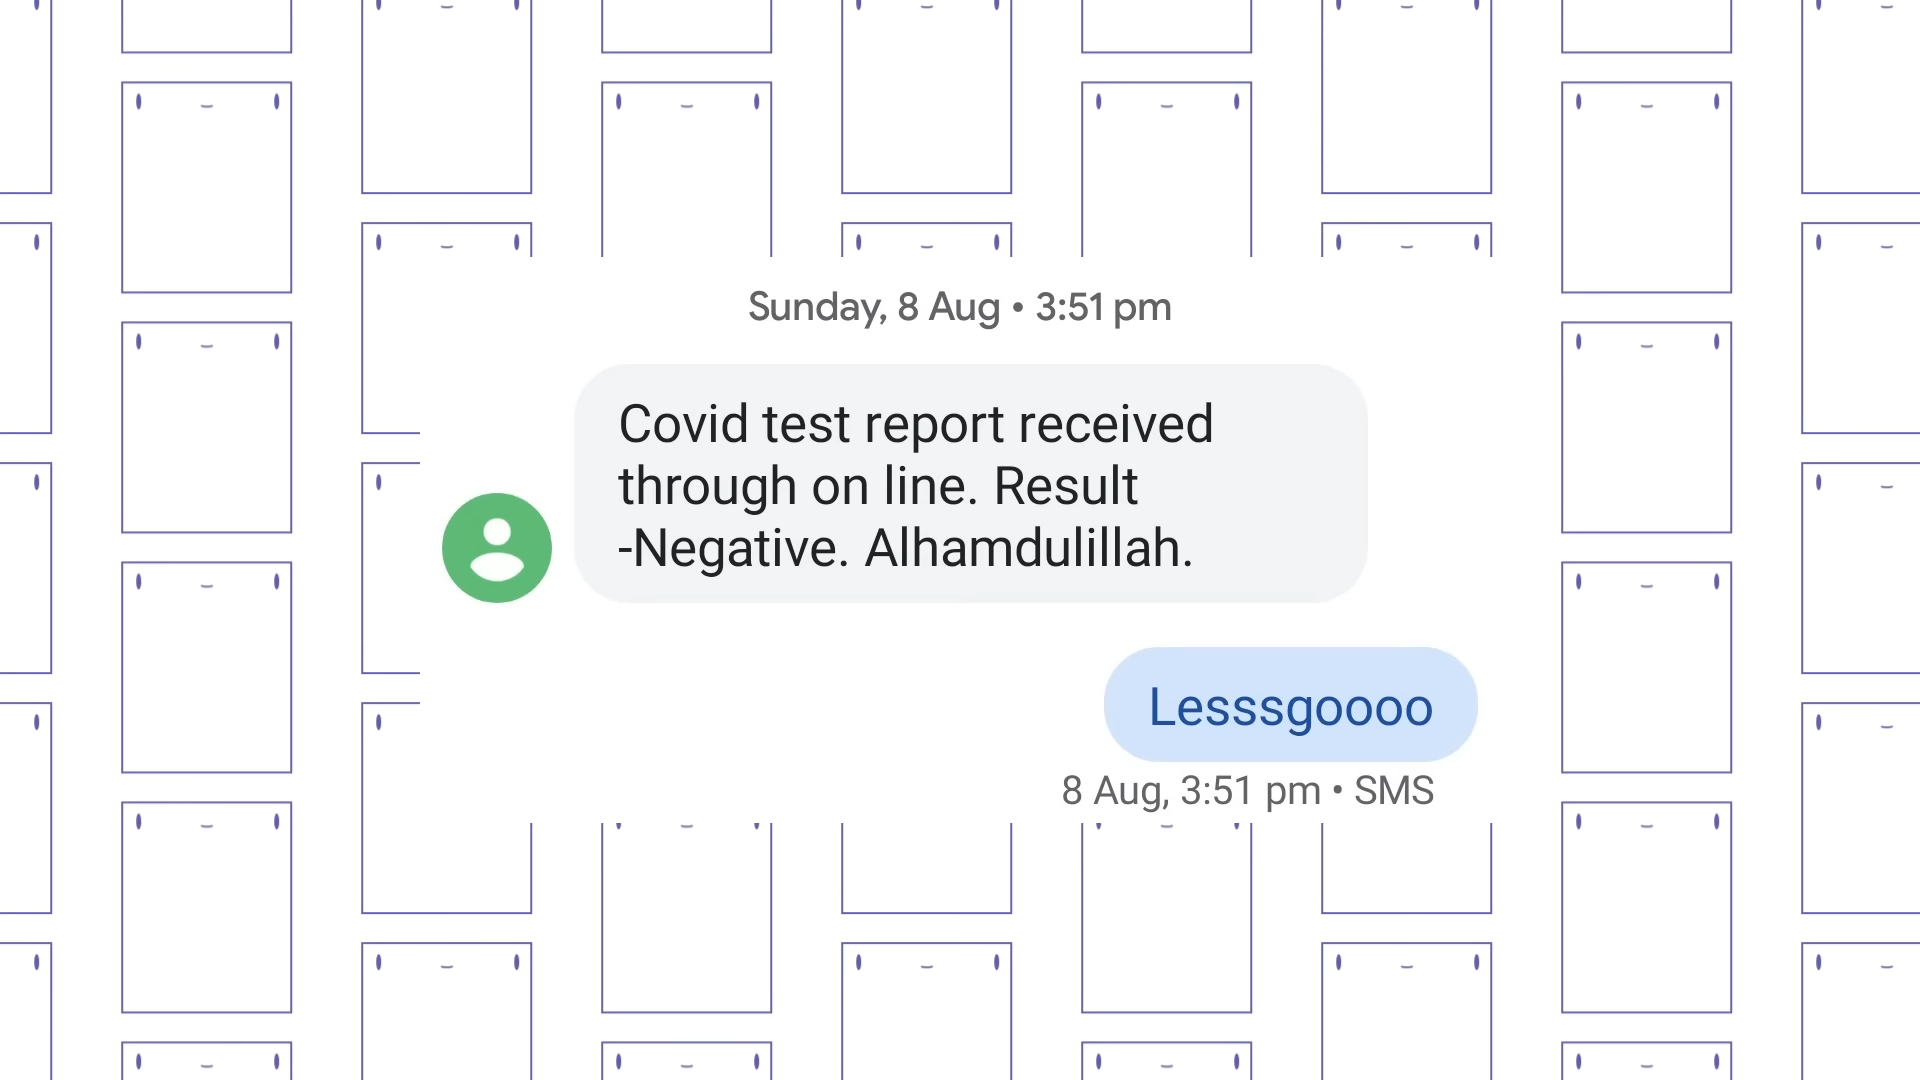 Sunday, 8 Aug • 3:51 pm
Covid test report received
through on line. Result
-Negative. Alhamdulillah.
Lesssgoooo
8 Aug, 3:51 pm • SMS